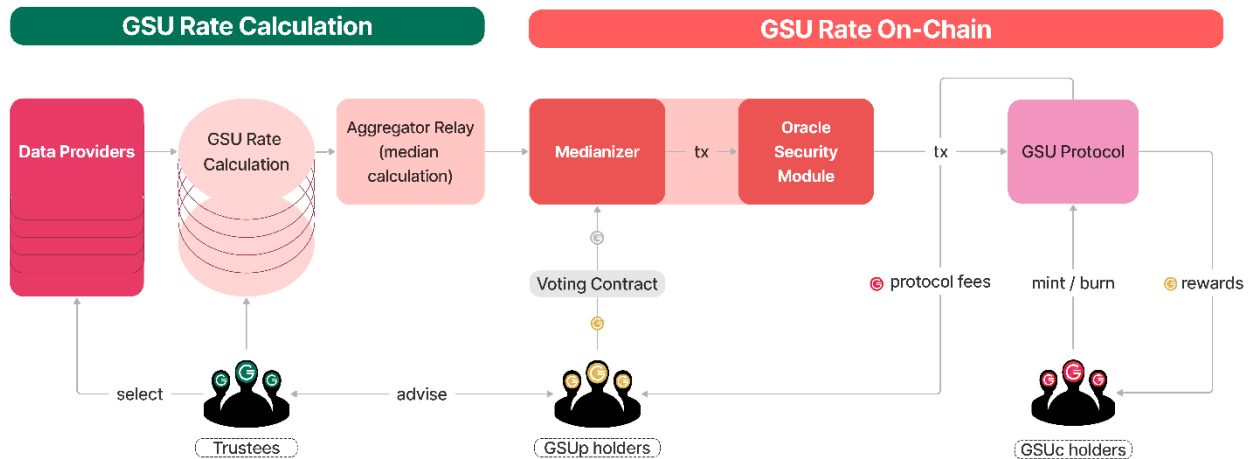 GSU Rate Calculation
GSU Rate On-Chain
Data Providers
GSU Rate
Calculation
Aggregator Relay
(median
calculation)
Medianizer
tx
Oracle
Security
Module
tx
GSU Protocol
Voting Contract
protocol fees
mint / burn
rewards
select
advise
Trustees
GSUp holders
GSUc holders